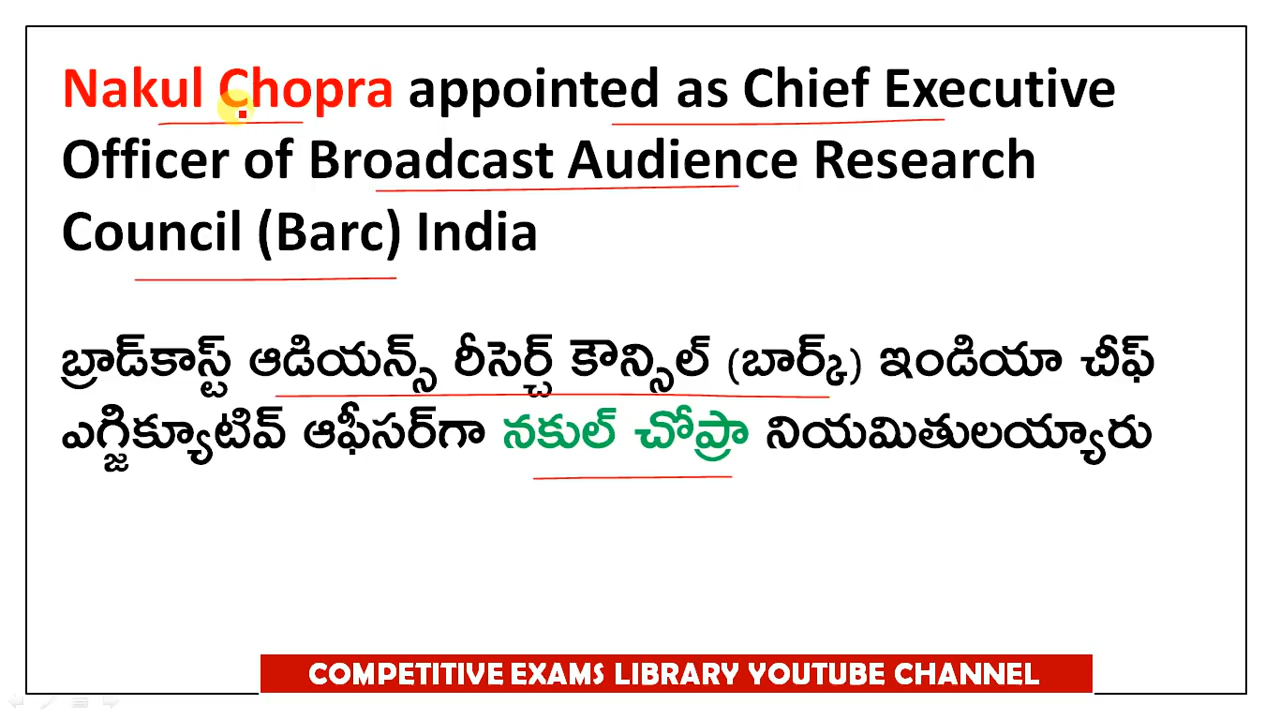 Nakul Chopra appointed as Chief Executive
Officer of Broadcast Audience Research
Council (Barc) India
బ్రాడ్‌కాస్ట్ ఆడియన్స్ రీసెర్చ్ కౌన్సిల్ (బార్క్) ఇండియా చీఫ్
ఎగ్జిక్యూటివ్ ఆఫీసర్‌గా నకుల్ చోప్రా నియమితులయ్యారు
COMPETITIVE EXAMS LIBRARY YOUTUBE CHANNEL